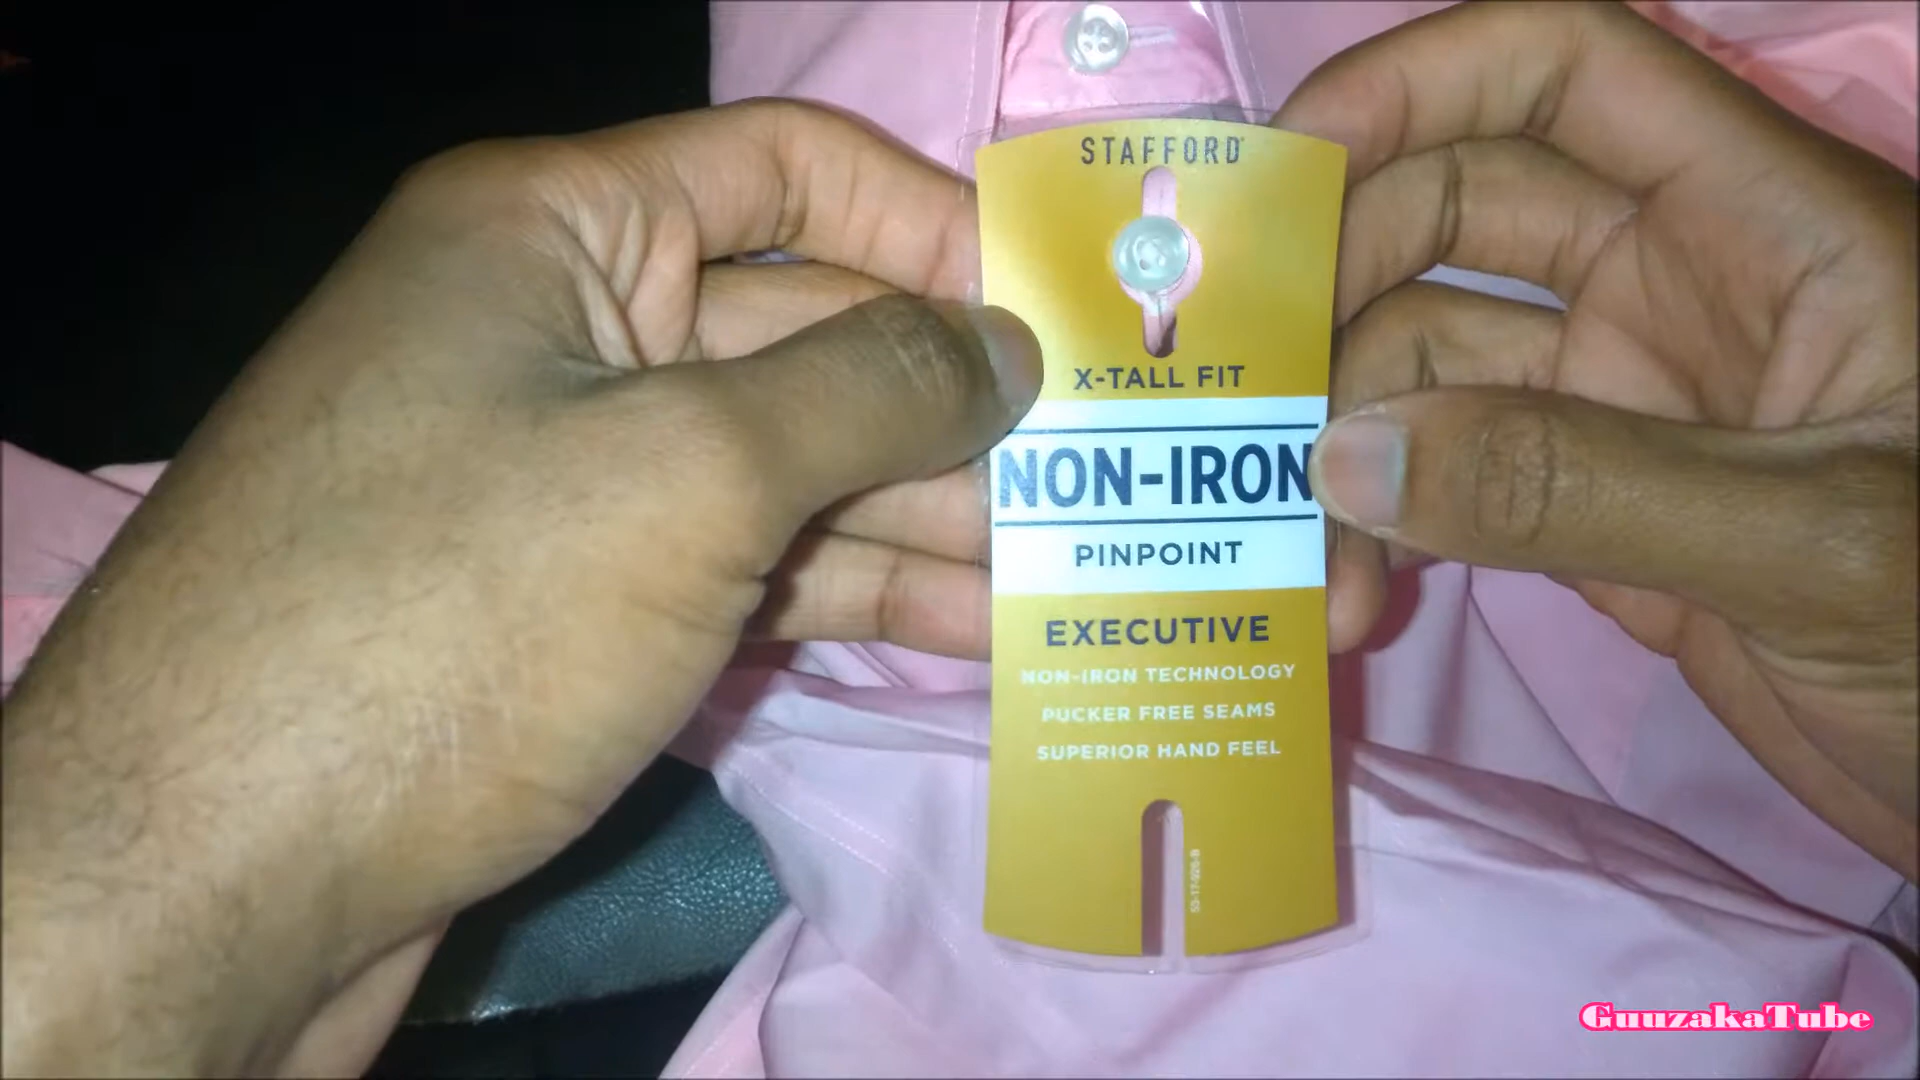 STAFFORD
X-TALL FIT
NON-IRON
PINPOINT
EXECUTIVE
NON-IRON TECHNOLOGY
PUCKER FREE SEAMS
SUPERIOR HAND FEEL
GuuzakaTube